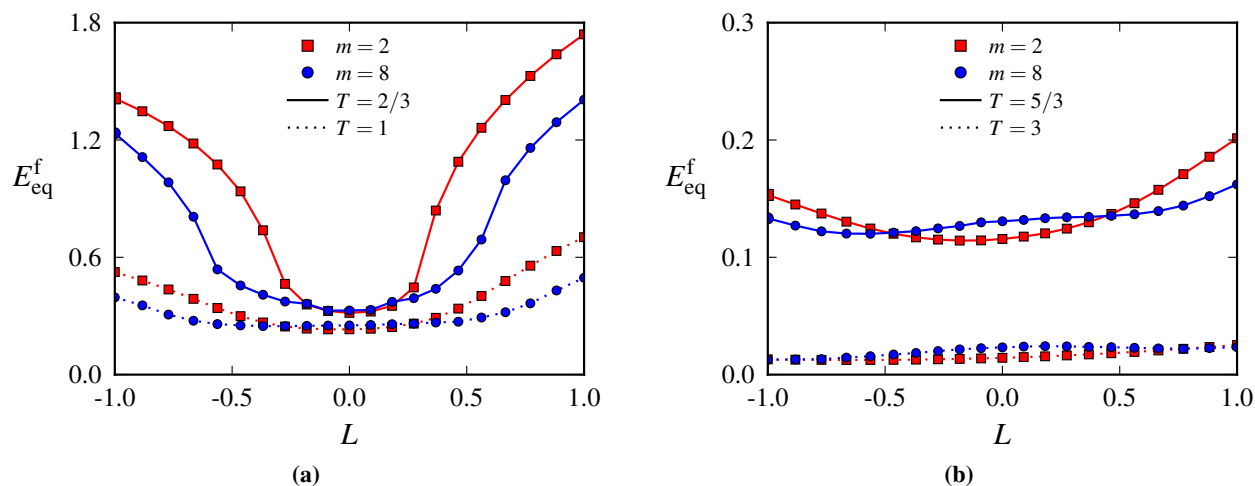 1.8
1.2
0.6
0.0
E^f_eq
m = 2
m = 8
T = 2/3
T = 1
-1.0 -0.5 0.0 0.5 1.0
L
(a)
0.3
0.2
0.1
0.0
E^f_eq
m = 2
m = 8
T = 5/3
T = 3
-1.0 -0.5 0.0 0.5 1.0
L
(b)